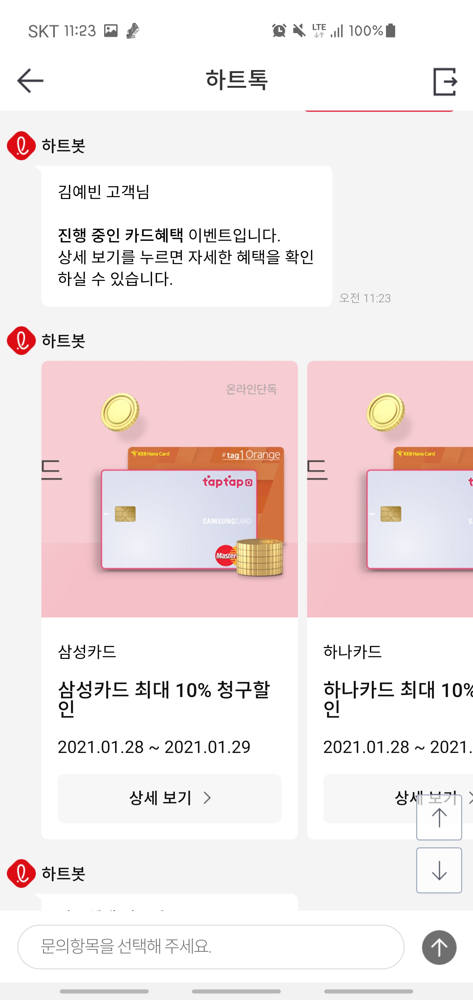 SKT 11:23
LTE 100%
하트톡
하트봇
김예빈 고객님
진행 중인 카드혜택 이벤트입니다.
상세 보기를 누르면 자세한 혜택을 확인
하실 수 있습니다.
오전 11:23
하트봇
온라인단독
드
KEB Hana Card
#tag1Orange
taptap O
SAMSUNGCARD
Master
삼성카드
삼성카드 최대 10% 청구할
인
2021.01.28 ~ 2021.01.29
상세 보기
드
KEB Hana Card
하나카드
하나카드 최대 10%
인
2021.01.28 ~ 2021.
상세 보기
하트봇
문의항목을 선택해 주세요.